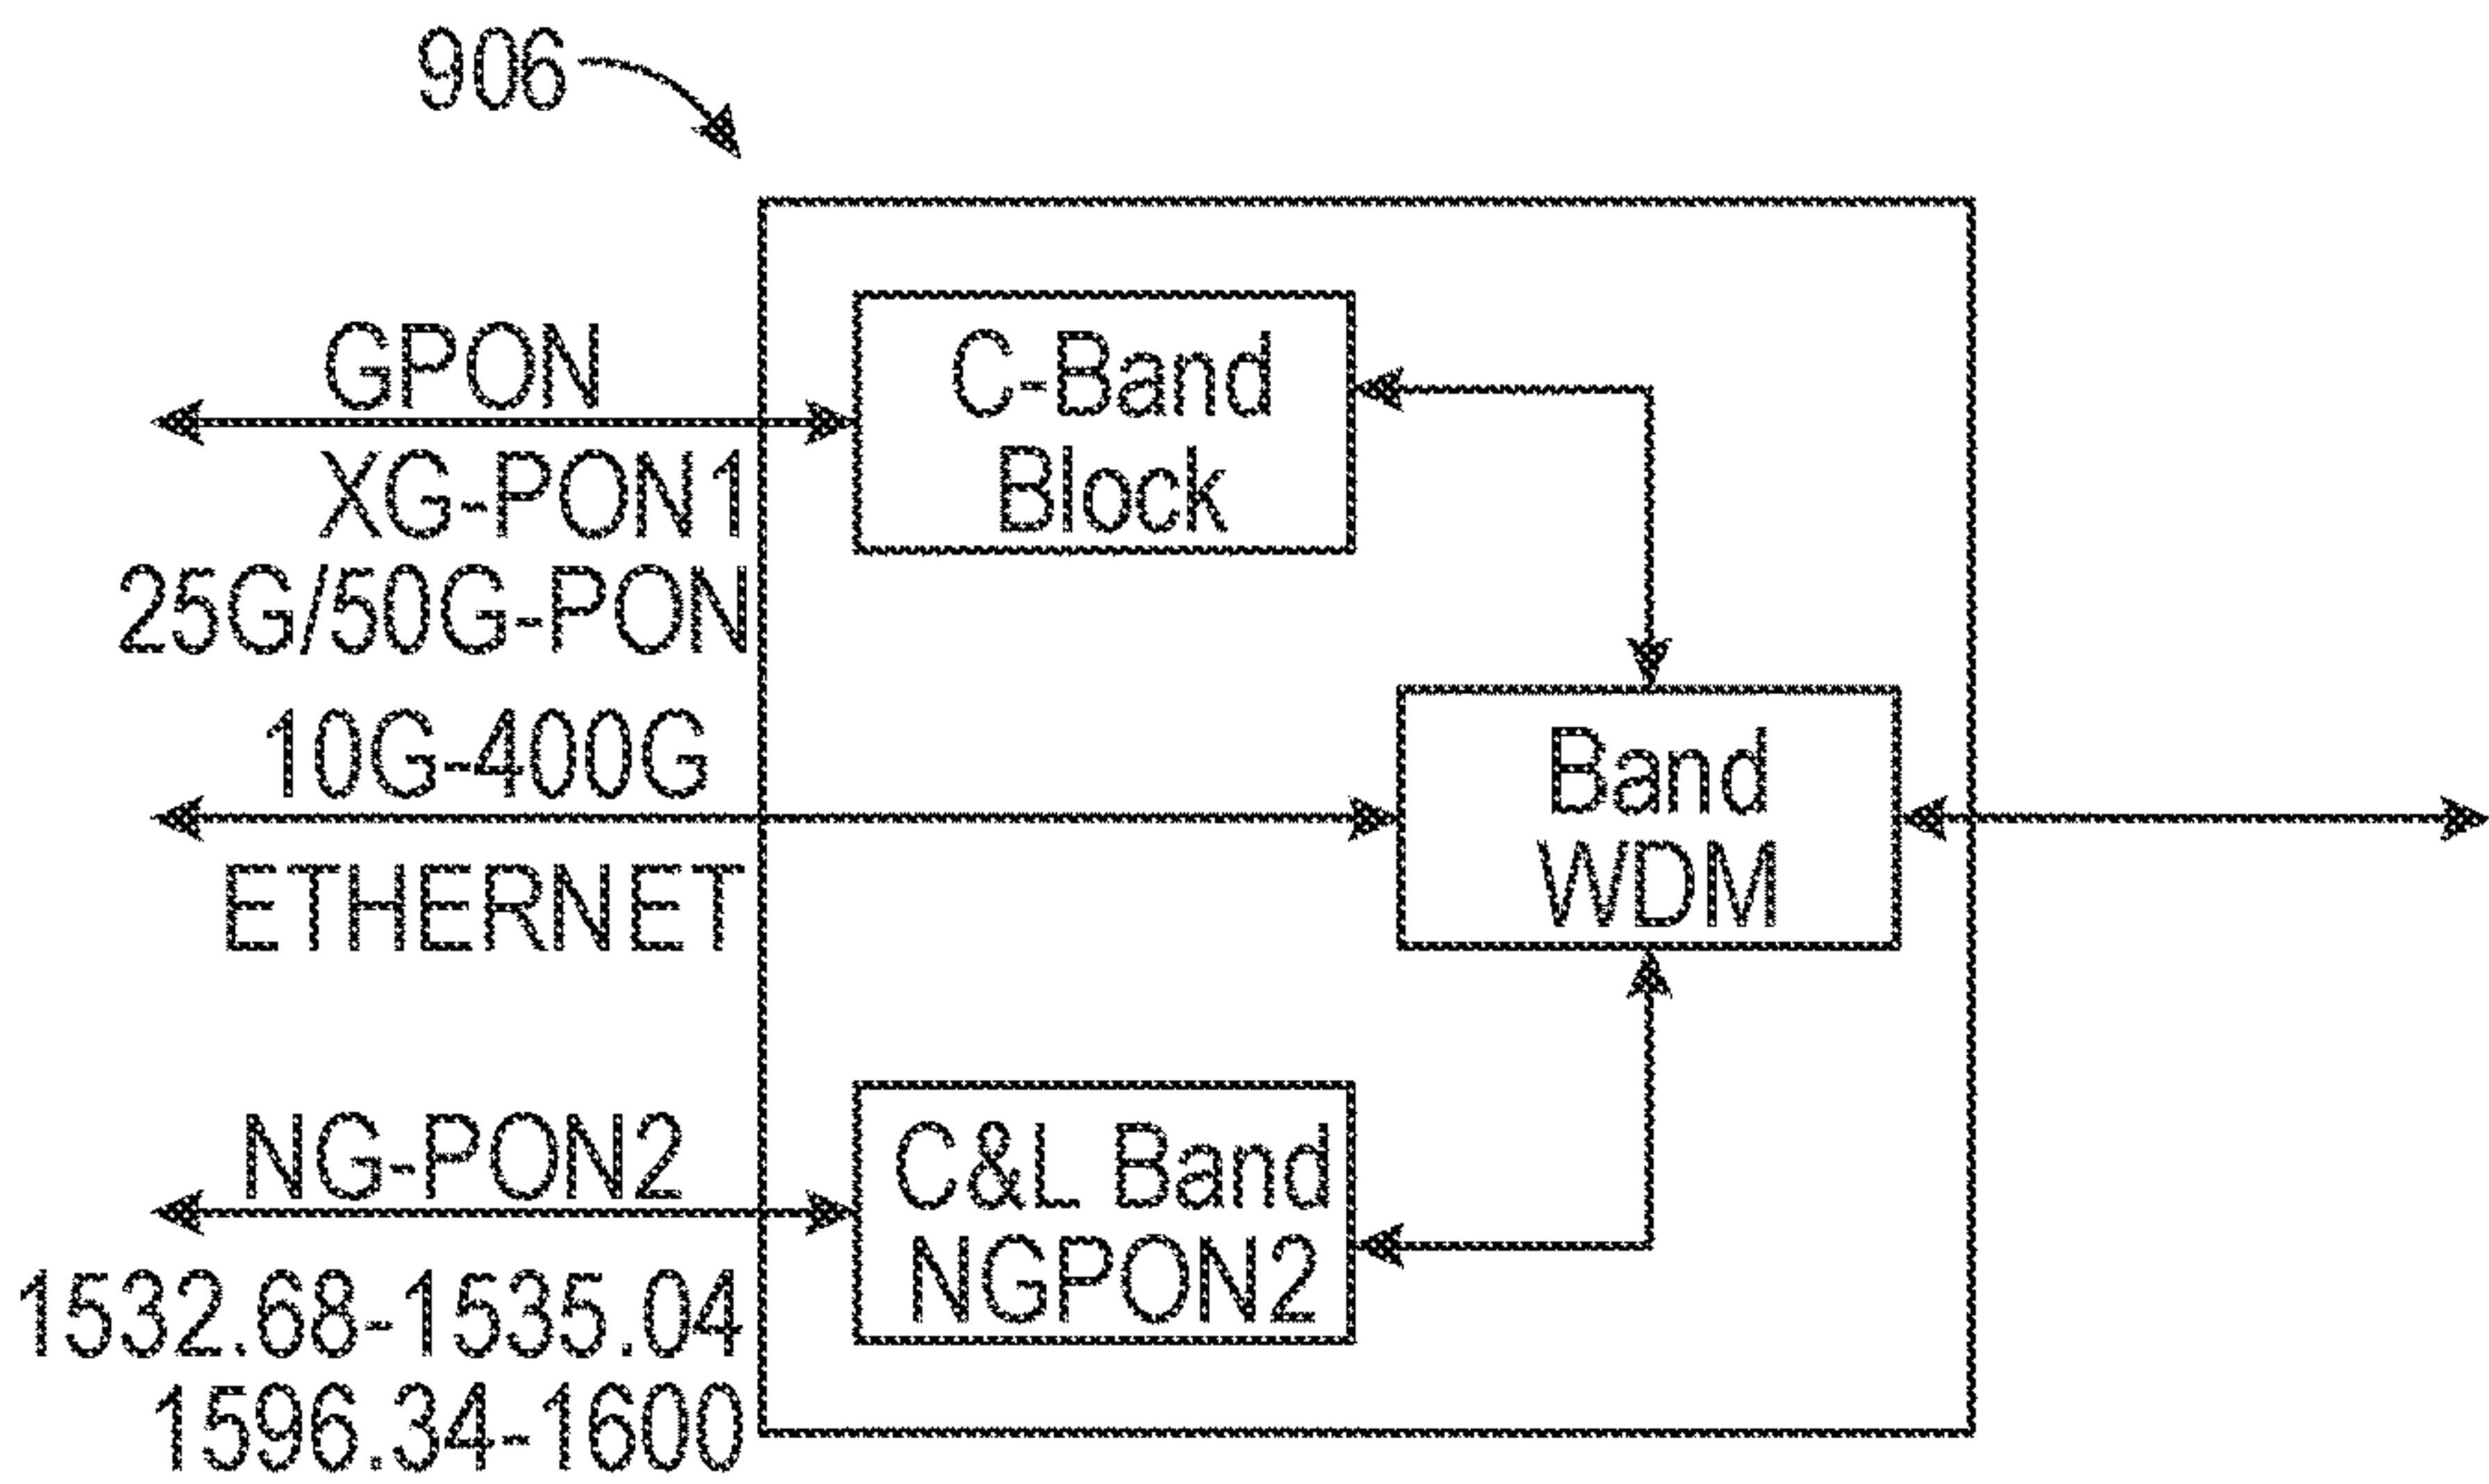 906
GPON
XG-PON1
25G/50G-PON
C-Band
Block
10G-400G
ETHERNET
Band
WDM
NG-PON2
1532.68-1535.04
1596.34-1600
C&L Band
NGPON2